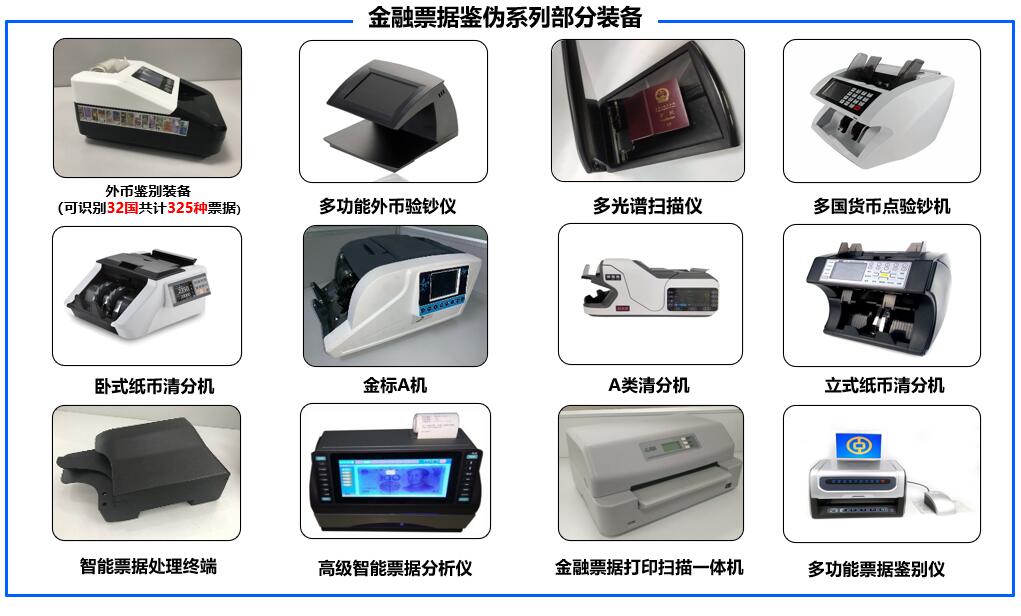 金融票据鉴伪系列部分装备
外币鉴别装备
(可识别32国共计325种票据)
多功能外币验钞仪
多光谱扫描仪
多国货币点验钞机
卧式纸币清分机
金标A机
A类清分机
立式纸币清分机
智能票据处理终端
高级智能票据分析仪
金融票据打印扫描一体机
多功能票据鉴别仪